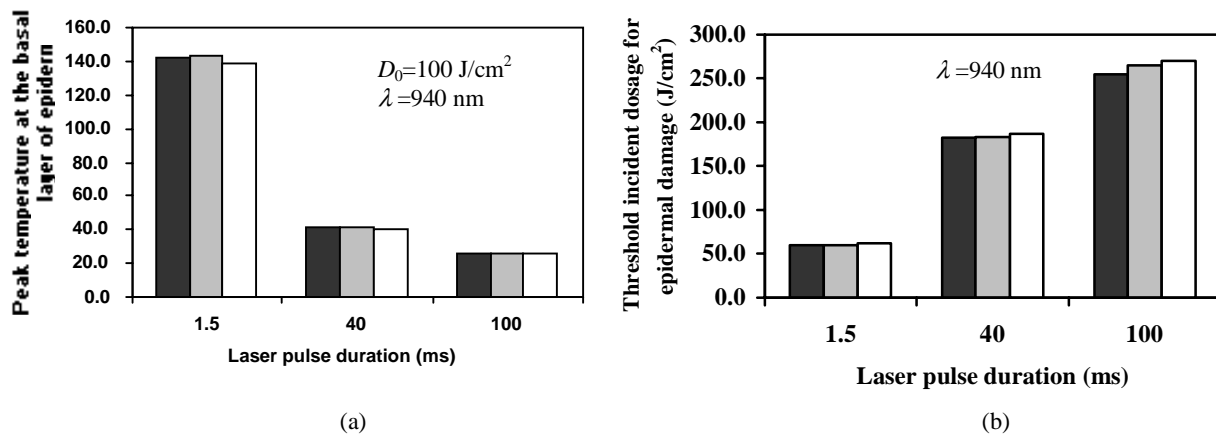 Peak temperature at the basal
layer of epidern
160.0
140.0
120.0
100.0
80.0
60.0
40.0
20.0
0.0
D0=100 J/cm2
λ =940 nm
1.5 40 100
Laser pulse duration (ms)
(a)
Threshold incident dosage for
epidermal damage (J/cm2)
300.0
250.0
200.0
150.0
100.0
50.0
0.0
λ =940 nm
1.5 40 100
Laser pulse duration (ms)
(b)